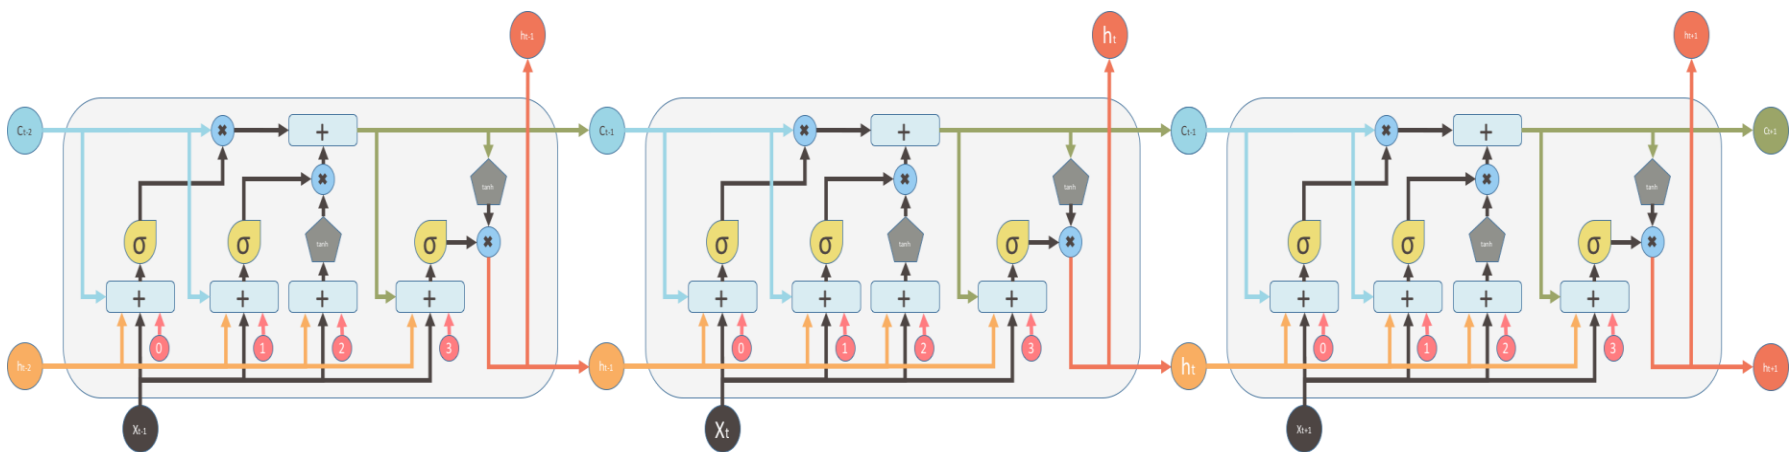 ht-1 ht ht+1
Ct-2 × + Ct-1 × + Ct-1 × + Ct+1
× tanh × tanh × tanh
σ σ tanh σ × σ σ tanh σ × σ σ tanh σ ×
+ + + + + + + + + + + +
0 1 2 3 0 1 2 3 0 1 2 3
ht-2 ht-1 ht ht+1
Xt-1 Xt Xt+1